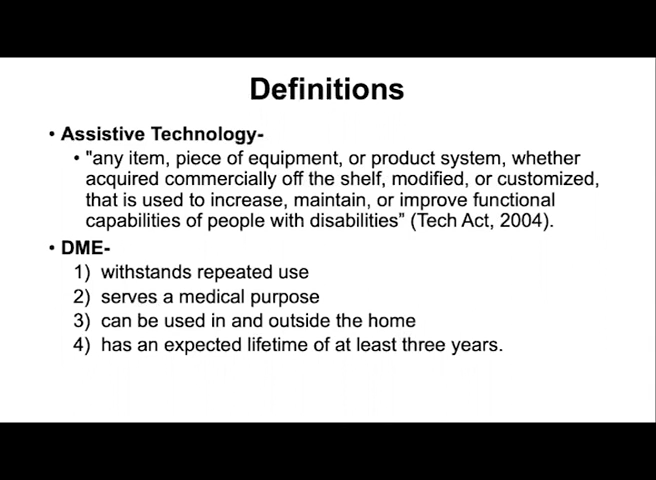 Definitions
• Assistive Technology-
• "any item, piece of equipment, or product system, whether
acquired commercially off the shelf, modified, or customized,
that is used to increase, maintain, or improve functional
capabilities of people with disabilities” (Tech Act, 2004).
• DME-
1) withstands repeated use
2) serves a medical purpose
3) can be used in and outside the home
4) has an expected lifetime of at least three years.